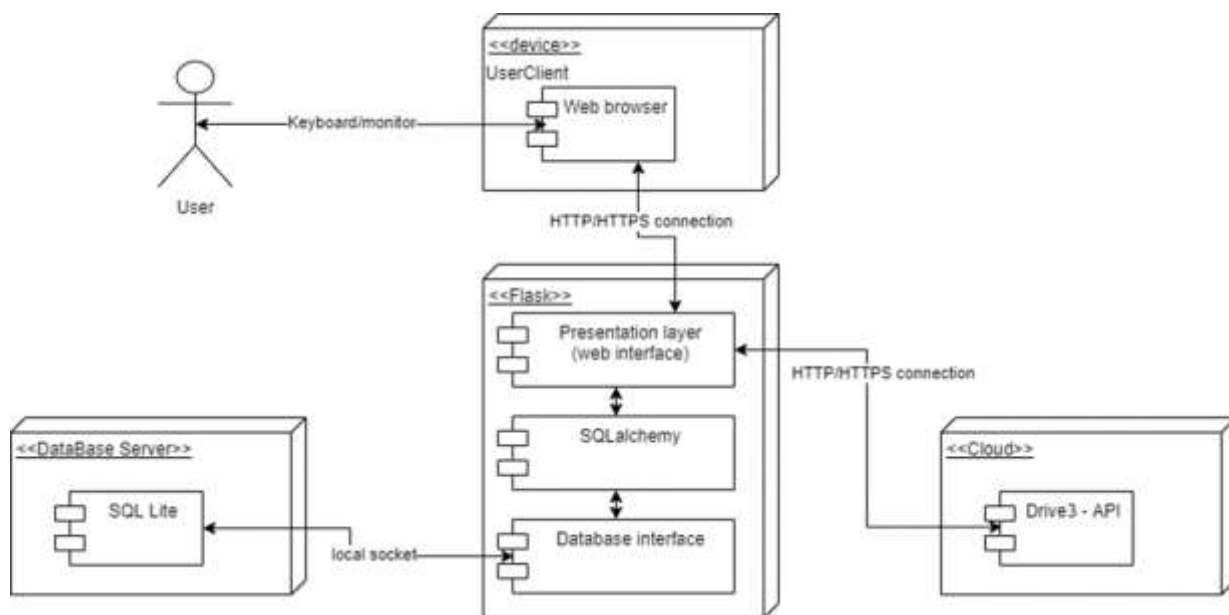 <<device>>
UserClient
Web browser
Keyboard/monitor
User
HTTP/HTTPS connection
<<Flask>>
Presentation layer
(web interface)
HTTP/HTTPS connection
SQLalchemy
<<DataBase Server>>
<<Cloud>>
SQL Lite
Drive3 - API
Database interface
local socket